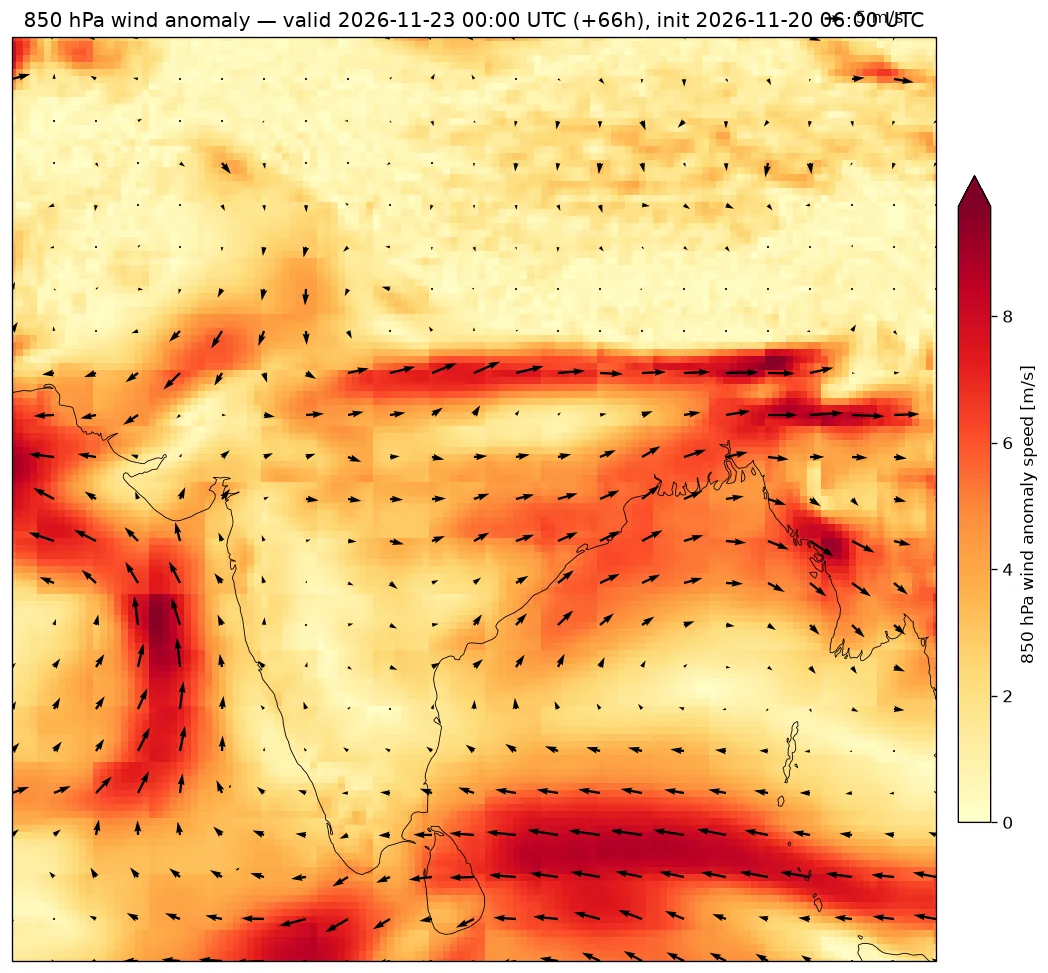 850 hPa wind anomaly — valid 2026-11-23 00:00 UTC (+66h), init 2026-11-20 06:00 UTC
5 m/s
8
6
4
2
0
850 hPa wind anomaly speed [m/s]